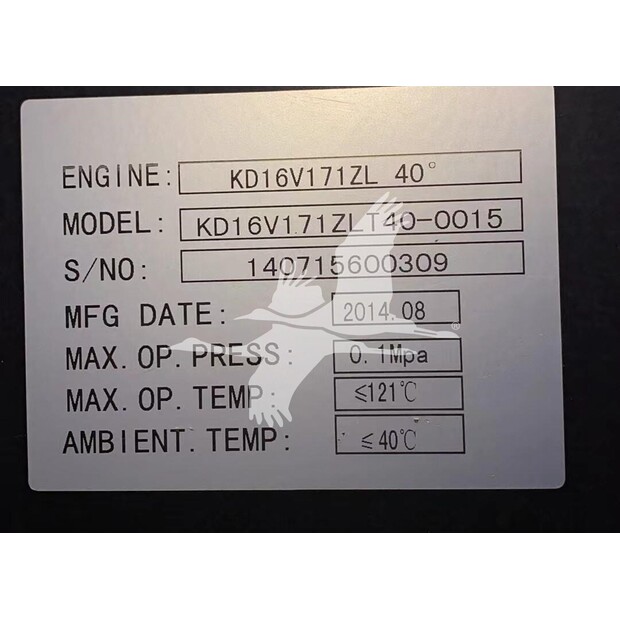 ENGINE: KD16V171ZL 40°
MODEL: KD16V171ZLT40-0015
S/NO: 140715600309
MFG DATE: 2014.08
MAX. OP. PRESS: 0.1Mpa
MAX. OP. TEMP: ≤121℃
AMBIENT. TEMP: ≤40℃